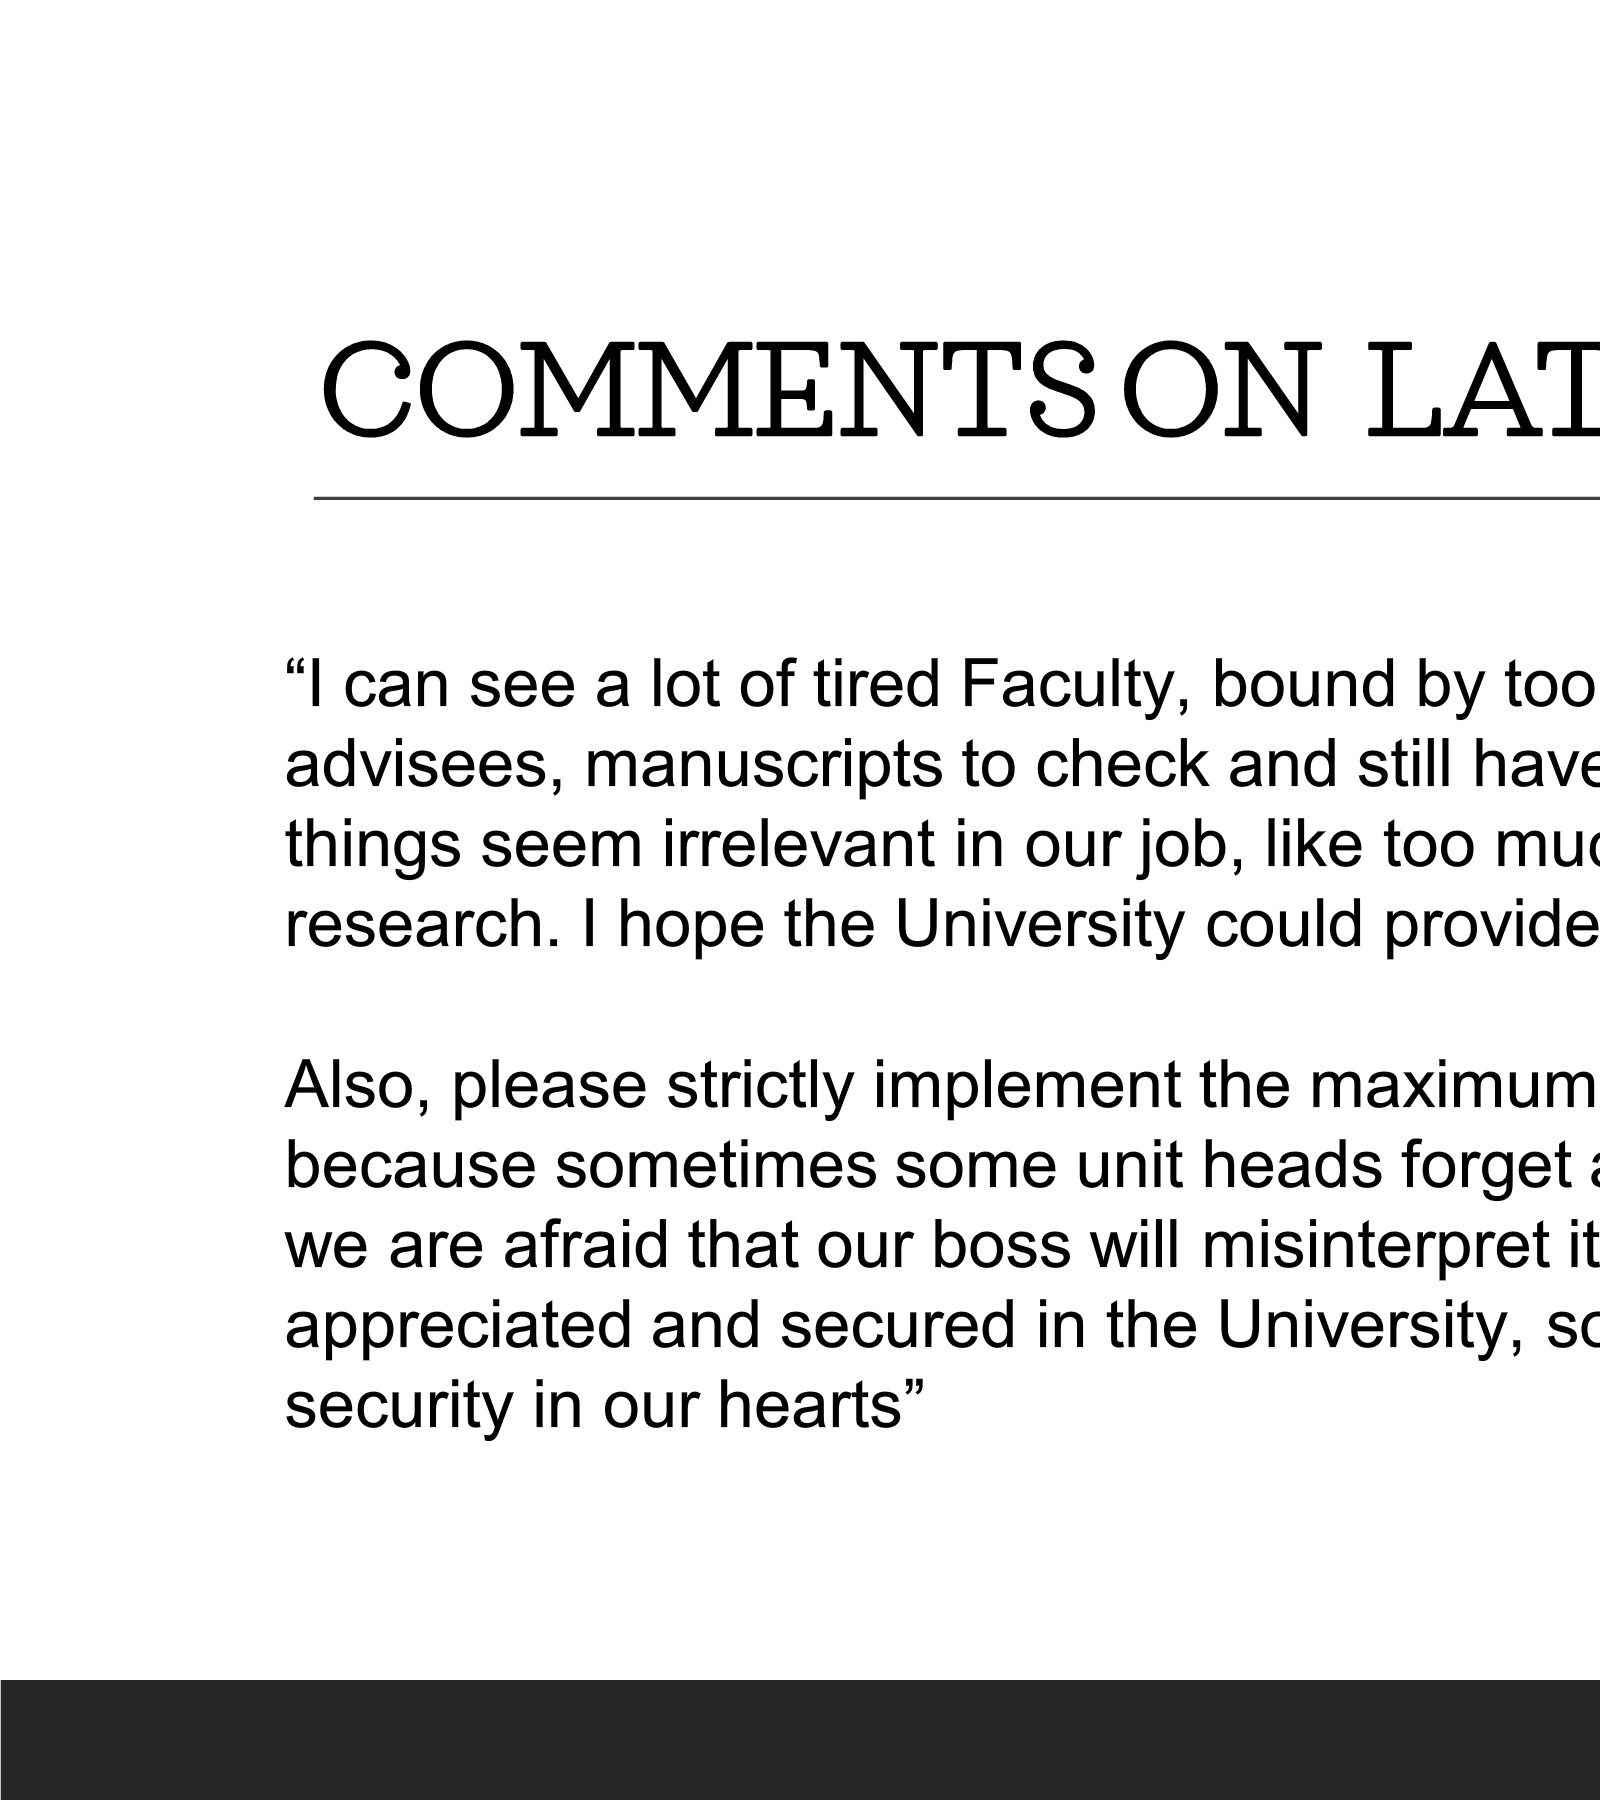 COMMENTS ON
“I can see a lot of tired Faculty, bound by too
advisees, manuscripts to check and still have
things seem irrelevant in our job, like too
research. I hope the University could provide
Also, please strictly implement the maximum
because sometimes some unit heads forget
we are afraid that our boss will misinterpret it
appreciated and secured in the University,
security in our hearts”